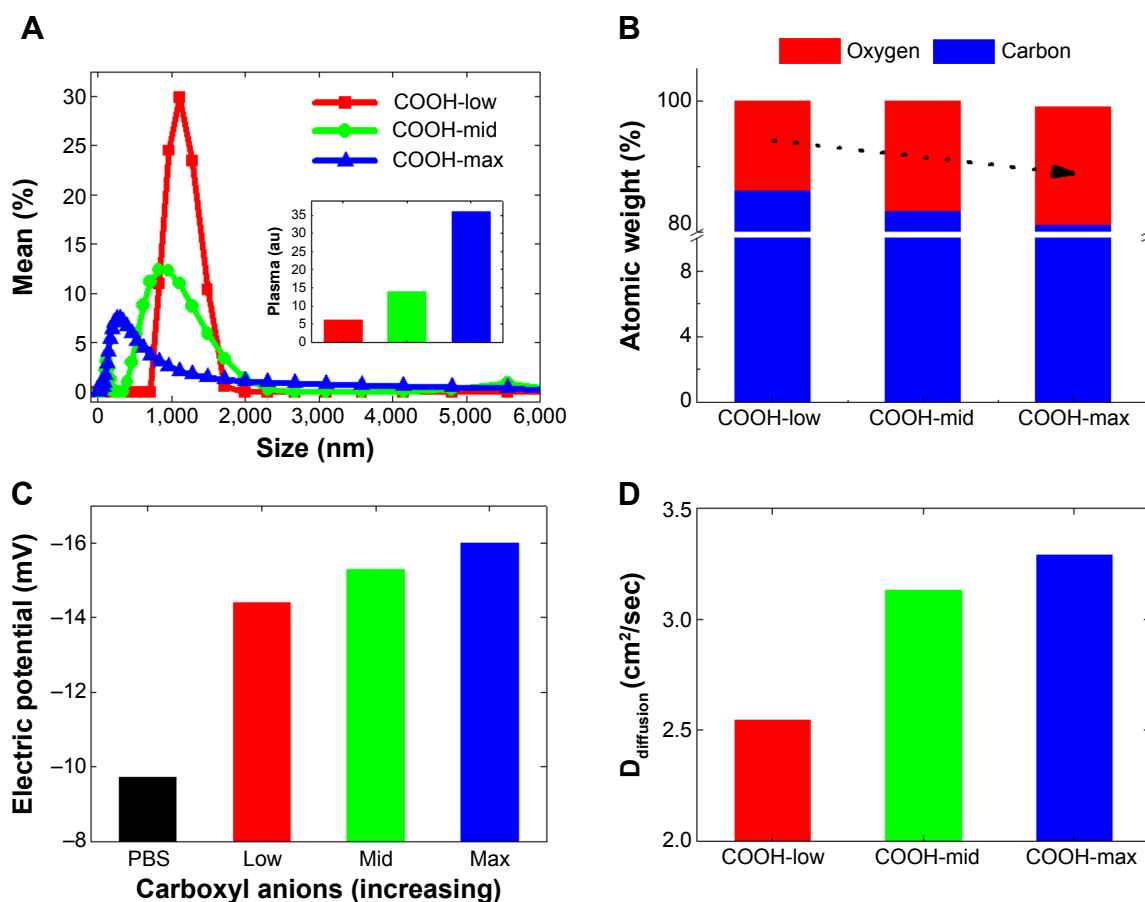 A
Mean (%)
30
25
20
15
10
5
0
COOH-low
COOH-mid
COOH-max
Plasma (au)
35
30
25
20
15
10
5
0
0 1,000 2,000 3,000 4,000 5,000 6,000
Size (nm)
B
Oxygen Carbon
Atomic weight (%)
100
80
8
4
0
COOH-low COOH-mid COOH-max
C
Electric potential (mV)
–16
–14
–12
–10
–8
PBS Low Mid Max
Carboxyl anions (increasing)
D
Ddiffusion (cm²/sec)
3.5
3.0
2.5
2.0
COOH-low COOH-mid COOH-max